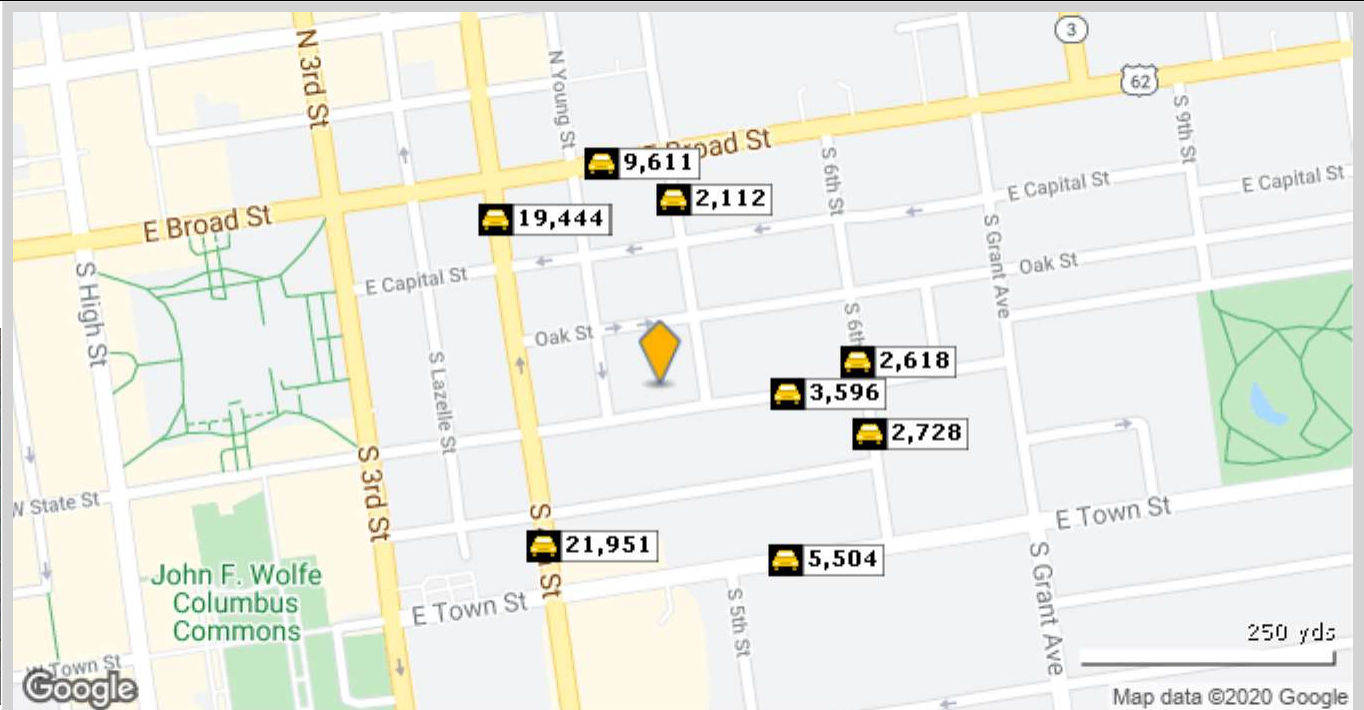 N 3rd St
N Young St
3
62
S 9th St
E Broad St
9,611
2,112
S 6th St
E Capital St
E Capital St
19,444
E Broad St
S Grant Ave
Oak St
E Capital St
S High St
Oak St
S 6th
S Lazelle St
2,618
3,596
2,728
S 3rd St
W State St
E Town St
21,951
5,504
S
St
John F. Wolfe
Columbus
Commons
E Town St
S 5th St
S Grant Ave
250 yds
Town St
Google
Map data ©2020 Google